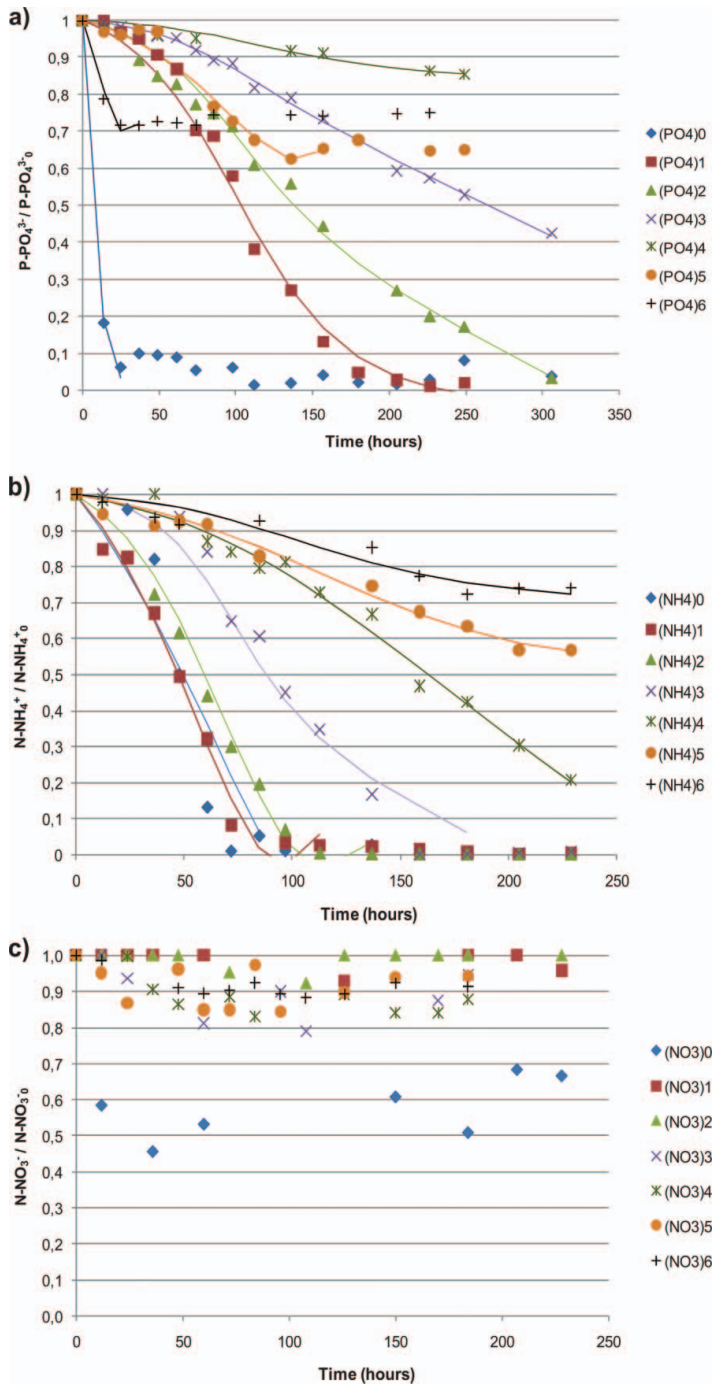 a)
1
0,9
0,8
0,7
0,6
0,5
0,4
0,3
0,2
0,1
0
P-PO₄³⁻/ P-PO₄³⁻₀
0 50 100 150 200 250 300 350
Time (hours)
(PO4)0
(PO4)1
(PO4)2
(PO4)3
(PO4)4
(PO4)5
(PO4)6
b)
1
0,9
0,8
0,7
0,6
0,5
0,4
0,3
0,2
0,1
0
N-NH₄⁺ / N-NH₄⁺₀
0 50 100 150 200 250
Time (hours)
(NH4)0
(NH4)1
(NH4)2
(NH4)3
(NH4)4
(NH4)5
(NH4)6
c)
1,0
0,9
0,8
0,7
0,6
0,5
0,4
0,3
0,2
0,1
0,0
N-NO₃⁻/ N-NO₃⁻₀
0 50 100 150 200 250
Time (hours)
(NO3)0
(NO3)1
(NO3)2
(NO3)3
(NO3)4
(NO3)5
(NO3)6